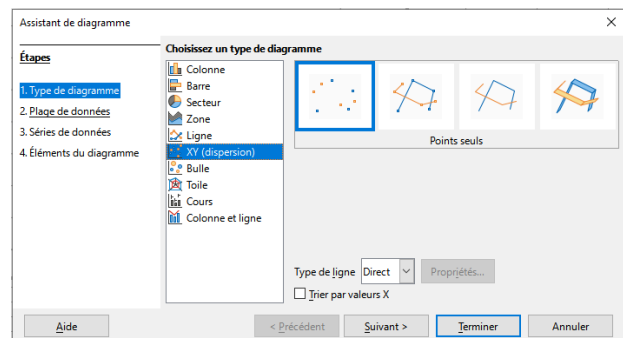 Assistant de diagramme
Étapes
1. Type de diagramme
2. Plage de données
3. Séries de données
4. Éléments du diagramme
Choisissez un type de diagramme
Colonne
Barre
Secteur
Zone
Ligne
XY (dispersion)
Bulle
Toile
Cours
Colonne et ligne
Points seuls
Type de ligne Direct Propriétés...
Trier par valeurs X
Aide < Précédent Suivant > Terminer Annuler